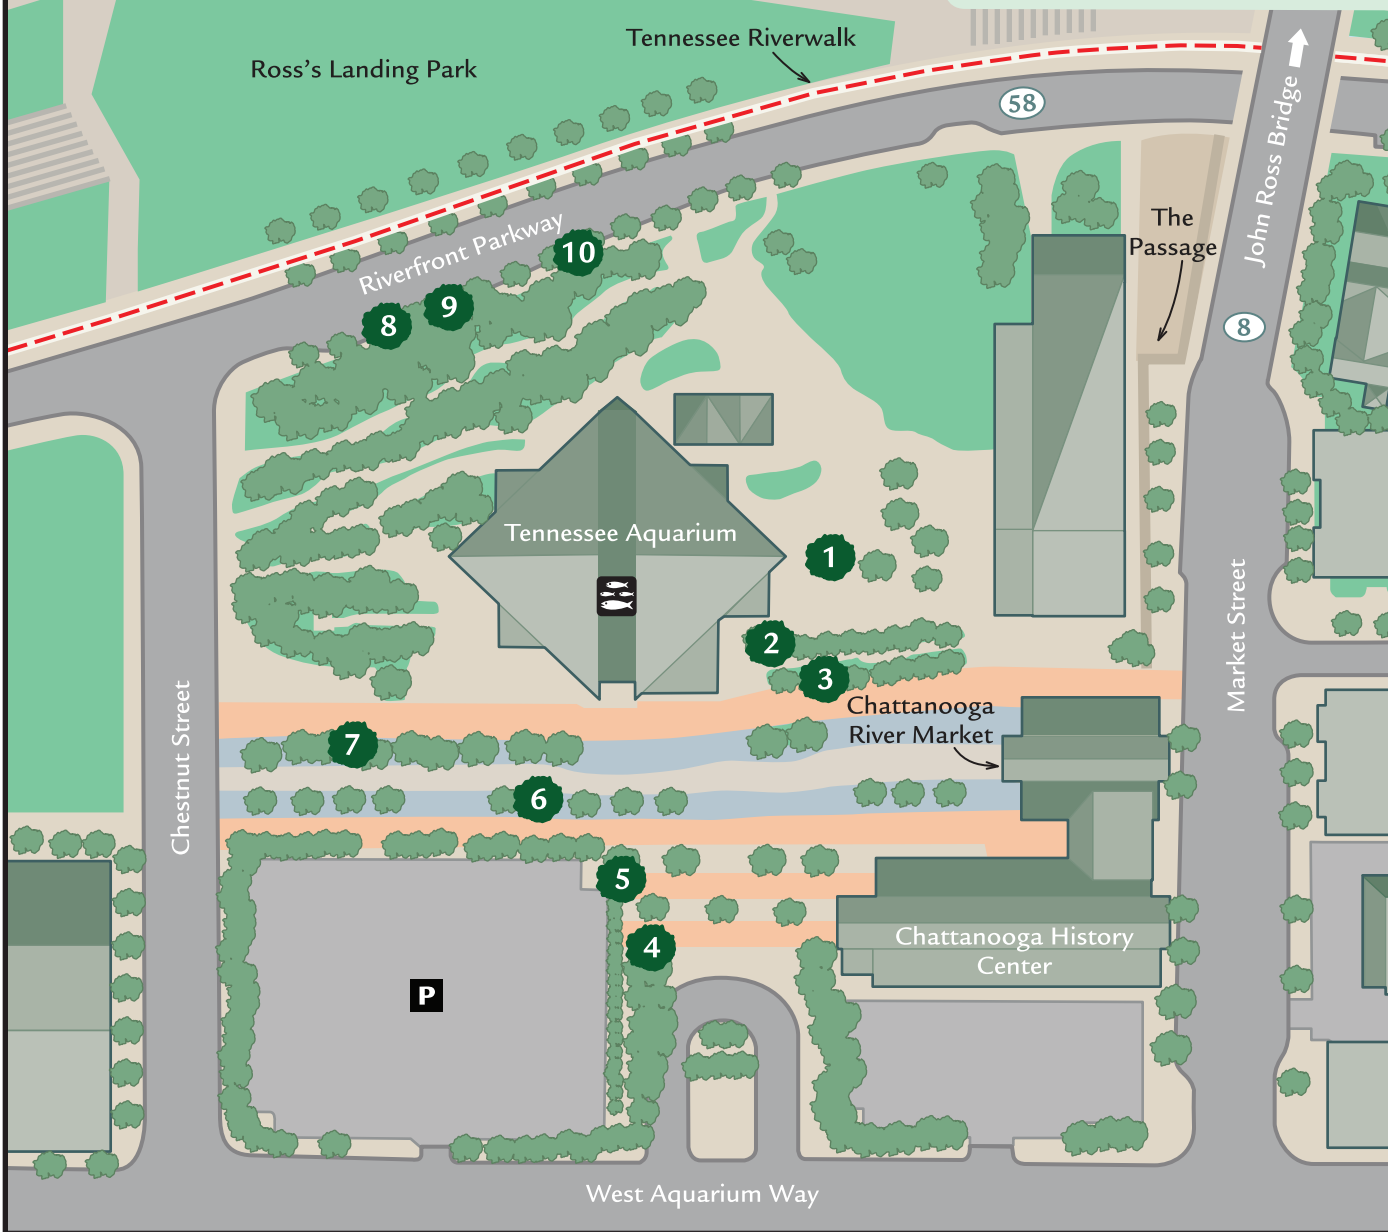 Tennessee Riverwalk
Ross's Landing Park
58
John Ross Bridge
The
Passage
Riverfront Parkway
10
9
8
8
Tennessee Aquarium
1
2
3
Chattanooga
River Market
Market Street
Chestnut Street
7
6
5
4
Chattanooga History
Center
P
West Aquarium Way